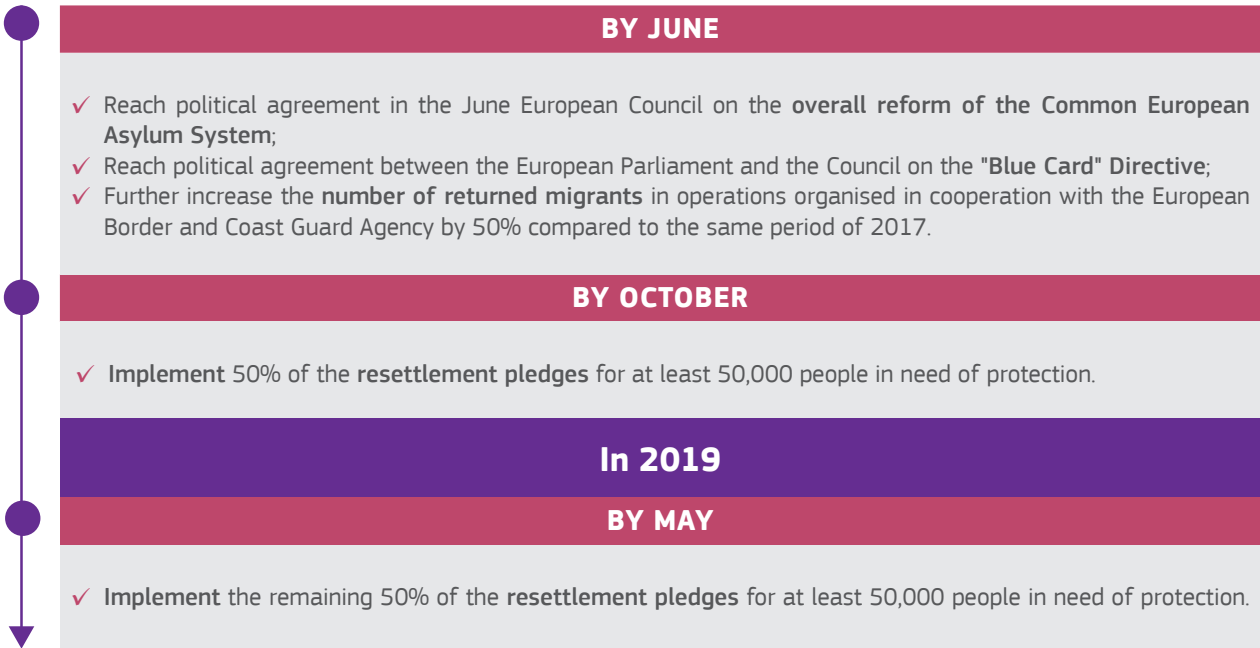 BY JUNE
✓ Reach political agreement in the June European Council on the overall reform of the Common European
Asylum System;
✓ Reach political agreement between the European Parliament and the Council on the "Blue Card" Directive;
✓ Further increase the number of returned migrants in operations organised in cooperation with the European
Border and Coast Guard Agency by 50% compared to the same period of 2017.
BY OCTOBER
✓ Implement 50% of the resettlement pledges for at least 50,000 people in need of protection.
In 2019
BY MAY
✓ Implement the remaining 50% of the resettlement pledges for at least 50,000 people in need of protection.